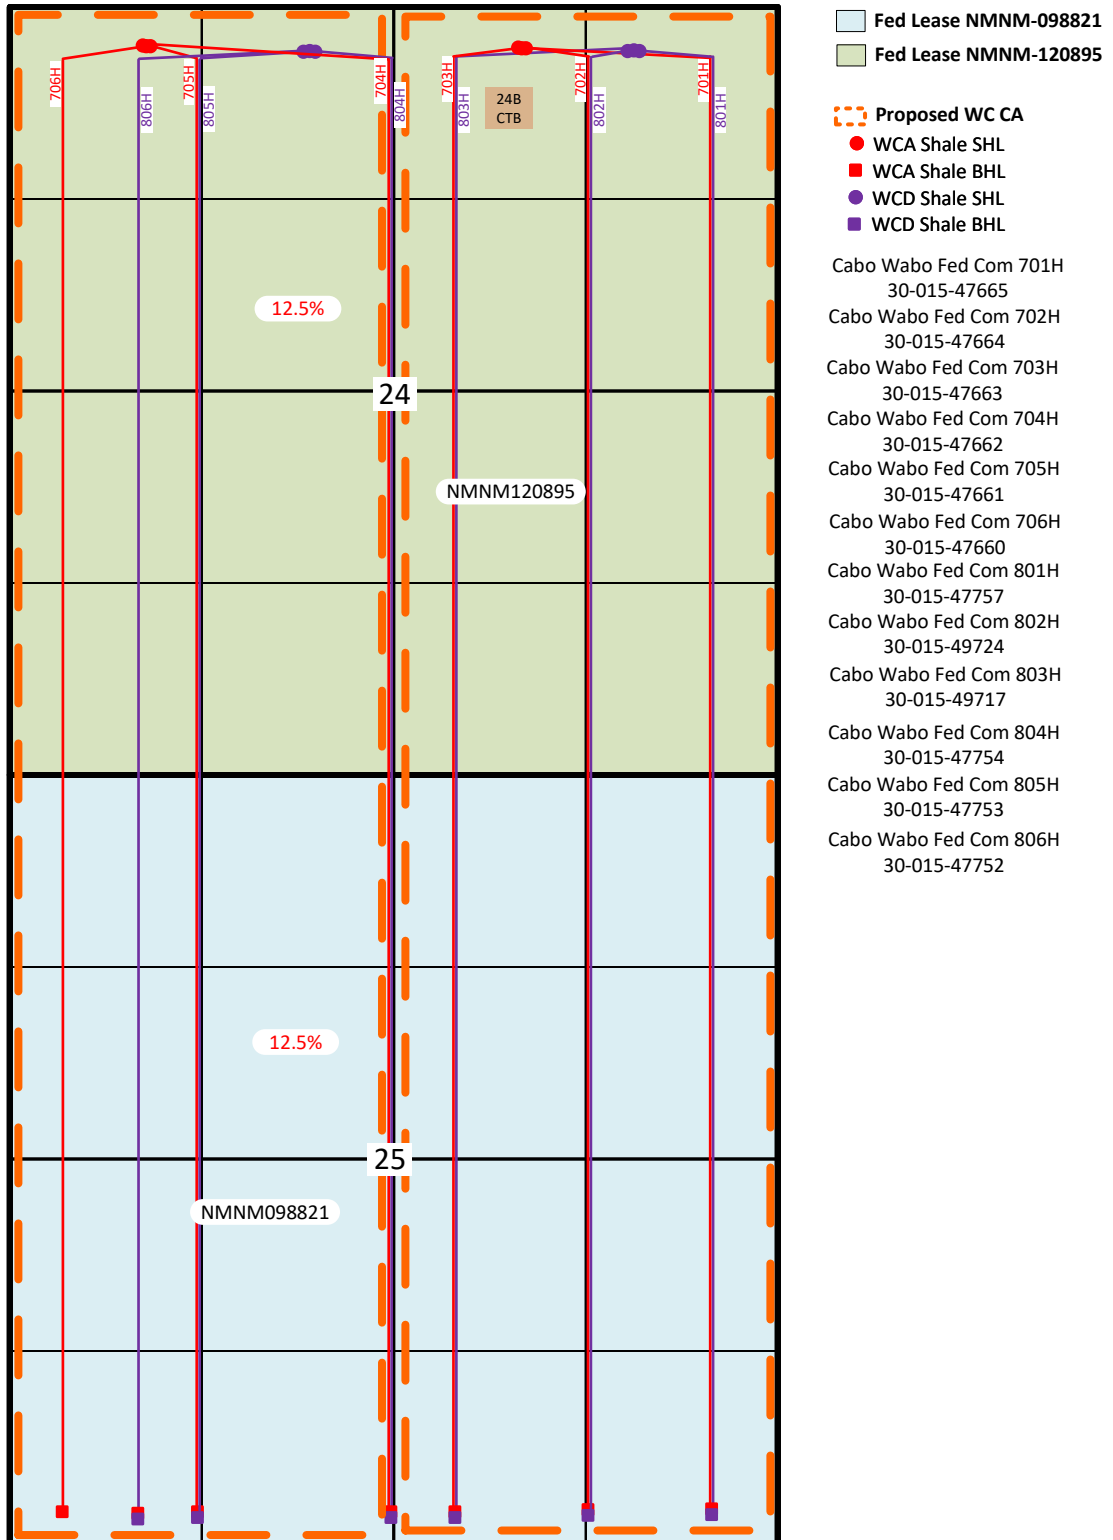 Fed Lease NMNM-098821
Fed Lease NMNM-120895
Proposed WC CA
WCA Shale SHL
WCA Shale BHL
WCD Shale SHL
WCD Shale BHL
Cabo Wabo Fed Com 701H
30-015-47665
Cabo Wabo Fed Com 702H
30-015-47664
Cabo Wabo Fed Com 703H
30-015-47663
Cabo Wabo Fed Com 704H
30-015-47662
Cabo Wabo Fed Com 705H
30-015-47661
Cabo Wabo Fed Com 706H
30-015-47660
Cabo Wabo Fed Com 801H
30-015-47757
Cabo Wabo Fed Com 802H
30-015-49724
Cabo Wabo Fed Com 803H
30-015-49717
Cabo Wabo Fed Com 804H
30-015-47754
Cabo Wabo Fed Com 805H
30-015-47753
Cabo Wabo Fed Com 806H
30-015-47752
706H
806H
705H
805H
704H
804H
703H
803H
24B
CTB
702H
802H
701H
801H
12.5%
24
NMNM120895
12.5%
25
NMNM098821